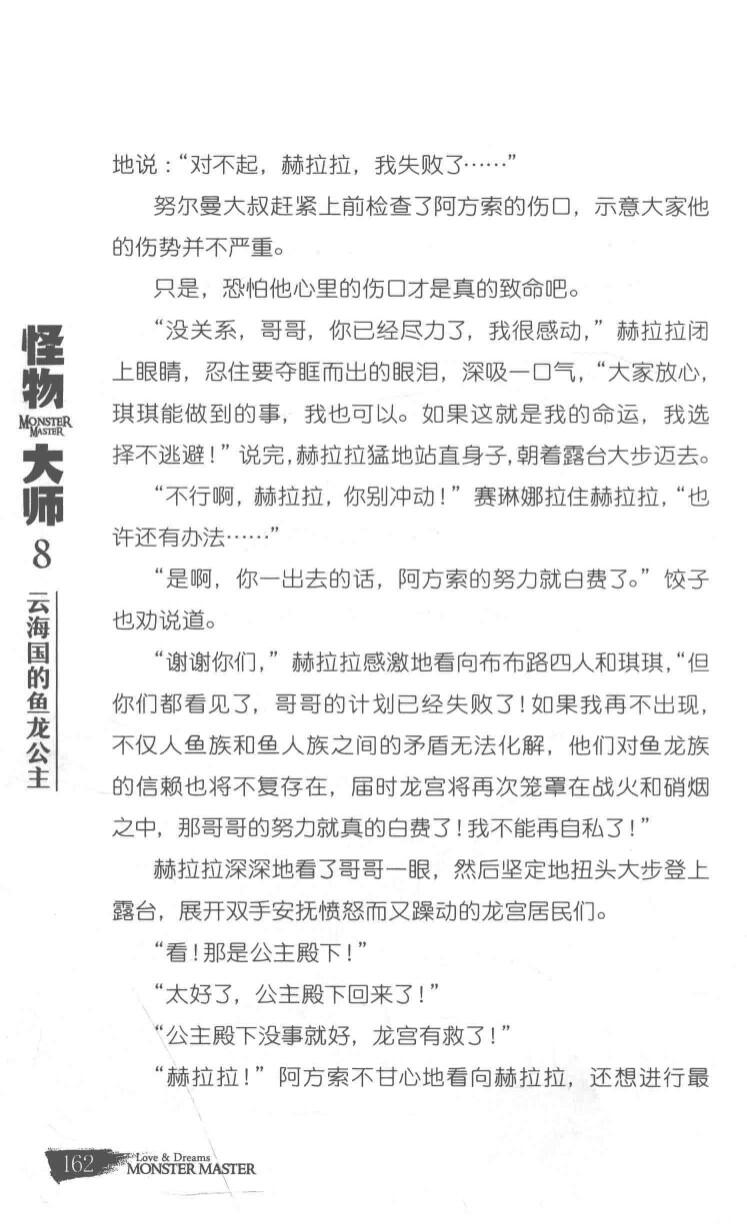 地说：“对不起，赫拉拉，我失败了……”
努尔曼大叔赶紧上前检查了阿方索的伤口，示意大家他
的伤势并不严重。
只是，恐怕他心里的伤口才是真的致命吧。
“没关系，哥哥，你已经尽力了，我很感动，”赫拉拉闭
上眼睛，忍住要夺眶而出的眼泪，深吸一口气，“大家放心，
琪琪能做到的事，我也可以。如果这就是我的命运，我选
择不逃避！”说完，赫拉拉猛地站直身子，朝着露台大步迈去。
“不行啊，赫拉拉，你别冲动！”赛琳娜拉住赫拉拉，“也
许还有办法……”
“是啊，你一出去的话，阿方索的努力就白费了。”饺子
也劝说道。
“谢谢你们，”赫拉拉感激地看向布布路四人和琪琪，“但
你们都看见了，哥哥的计划已经失败了！如果我再不出现，
不仅人鱼族和鱼人族之间的矛盾无法化解，他们对鱼龙族
的信赖也将不复存在，届时龙宫将再次笼罩在战火和硝烟
之中，那哥哥的努力就真的白费了！我不能再自私了！”
赫拉拉深深地看了哥哥一眼，然后坚定地扭头大步登上
露台，展开双手安抚愤怒而又躁动的龙宫居民们。
“看！那是公主殿下！”
“太好了，公主殿下回来了！”
“公主殿下没事就好，龙宫有救了！”
“赫拉拉！”阿方索不甘心地看向赫拉拉，还想进行最
怪物
MONSTER
MASTER
大师
8
云海国的鱼龙公主
162
Love & Dreams
MONSTER MASTER